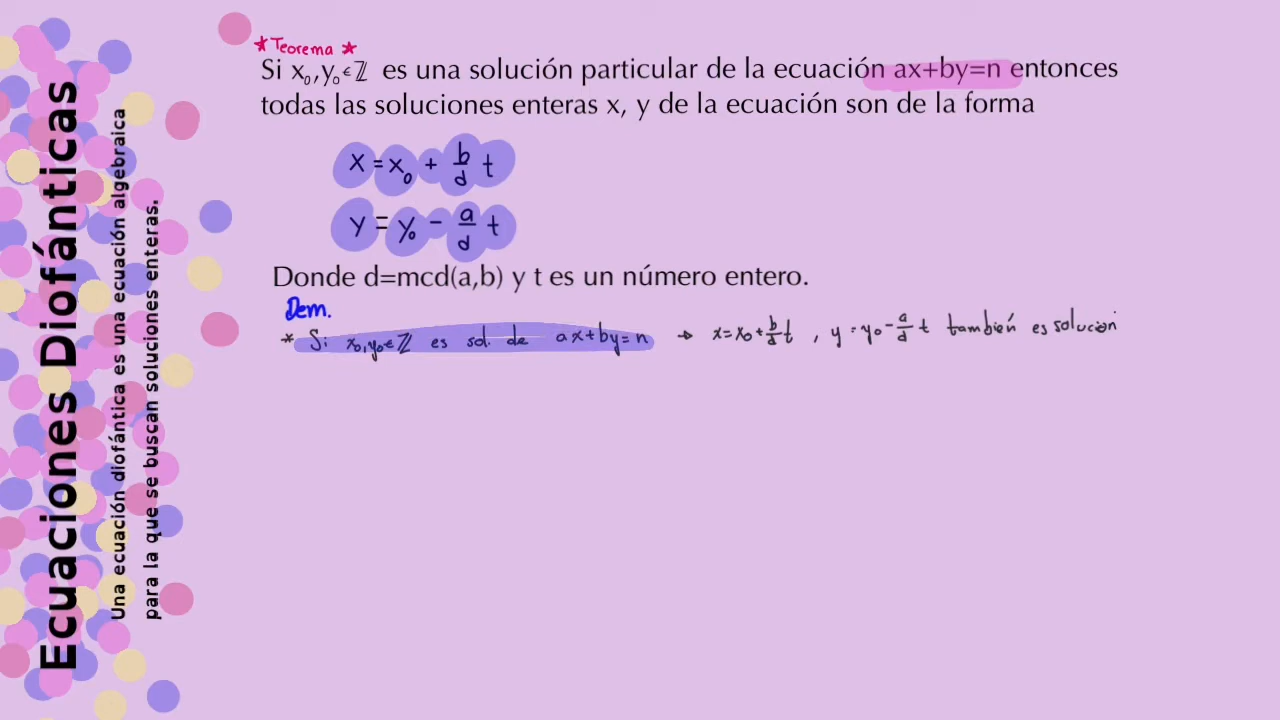 Ecuaciones Diofánticas
Una ecuación diofántica es una ecuación algebraica
para la que se buscan soluciones enteras.
*Teorema*
Si x₀,y₀∈ℤ es una solución particular de la ecuación ax+by=n entonces
todas las soluciones enteras x, y de la ecuación son de la forma
x=x₀ + b/d t
y=y₀ - a/d t
Donde d=mcd(a,b) y t es un número entero.
Dem.
* Si x₀,y₀∈ℤ es sol. de ax+by=n → x=x₀+b/d t , y=y₀-a/d t también es solución